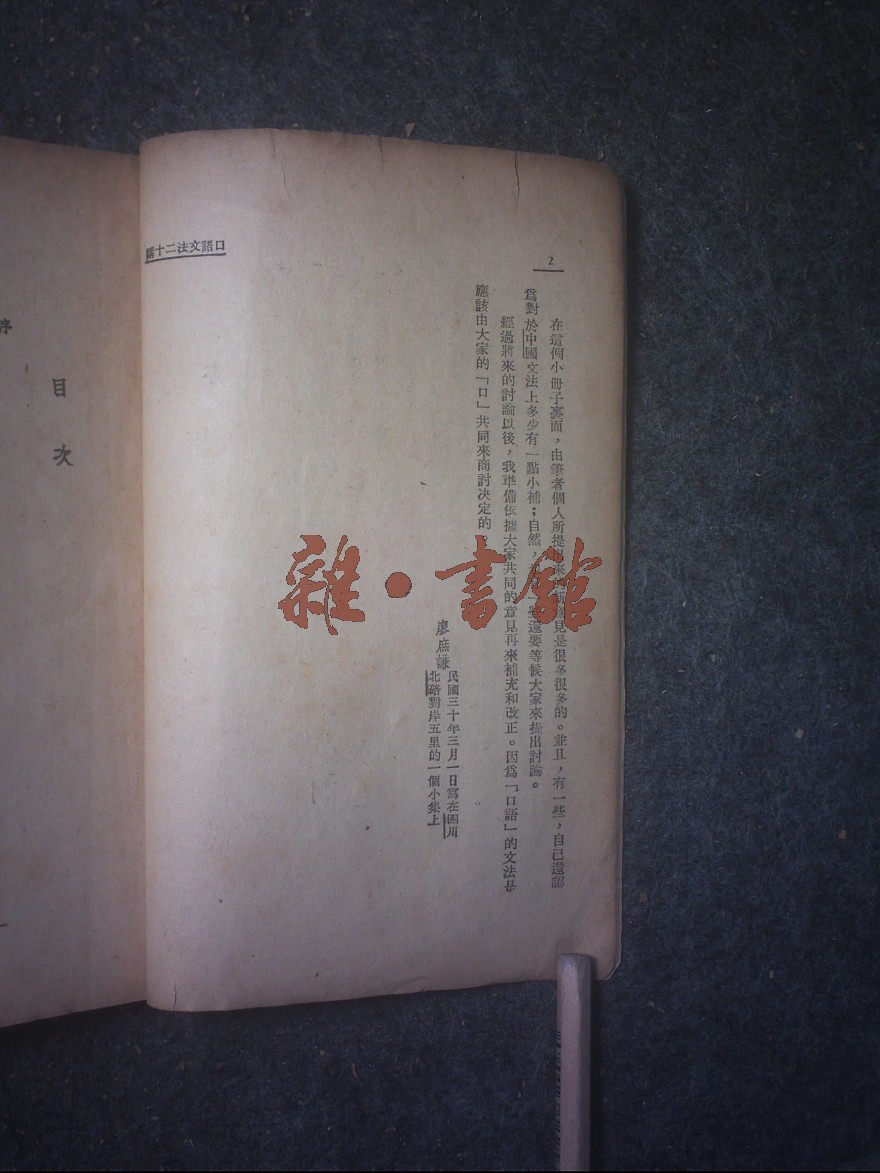 2
在這個小冊子裏面，由筆者個人所提出來的新意見是很多很多的。並且，有一些，自己還認
爲對於中國文法上多少有一點小補；自然，還要等候大家來提出討論。
經過將來的討論以後，我準備依據大家共同的意見再來補充和改正。因爲「口語」的文法是
應該由大家的「口」共同來商討决定的。
廖庶謙
民國三十年三月一日寫在四川
北碚對岸五里的一個小集上
口語文法二十講
目次
序
雜·書館